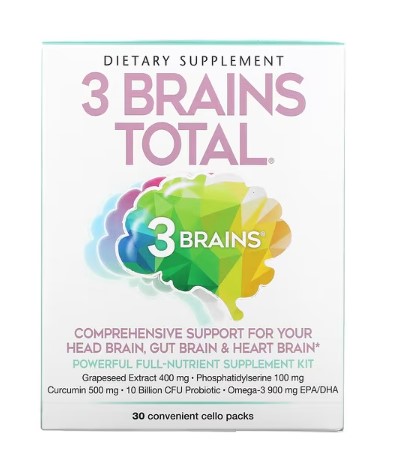 DIETARY SUPPLEMENT
3 BRAINS
TOTAL®
3 BRAINS®
COMPREHENSIVE SUPPORT FOR YOUR
HEAD BRAIN, GUT BRAIN & HEART BRAIN*
POWERFUL FULL-NUTRIENT SUPPLEMENT KIT
Grapeseed Extract 400 mg • Phosphatidylserine 100 mg
Curcumin 500 mg • 10 Billion CFU Probiotic • Omega-3 900 mg EPA/DHA
30 convenient cello packs